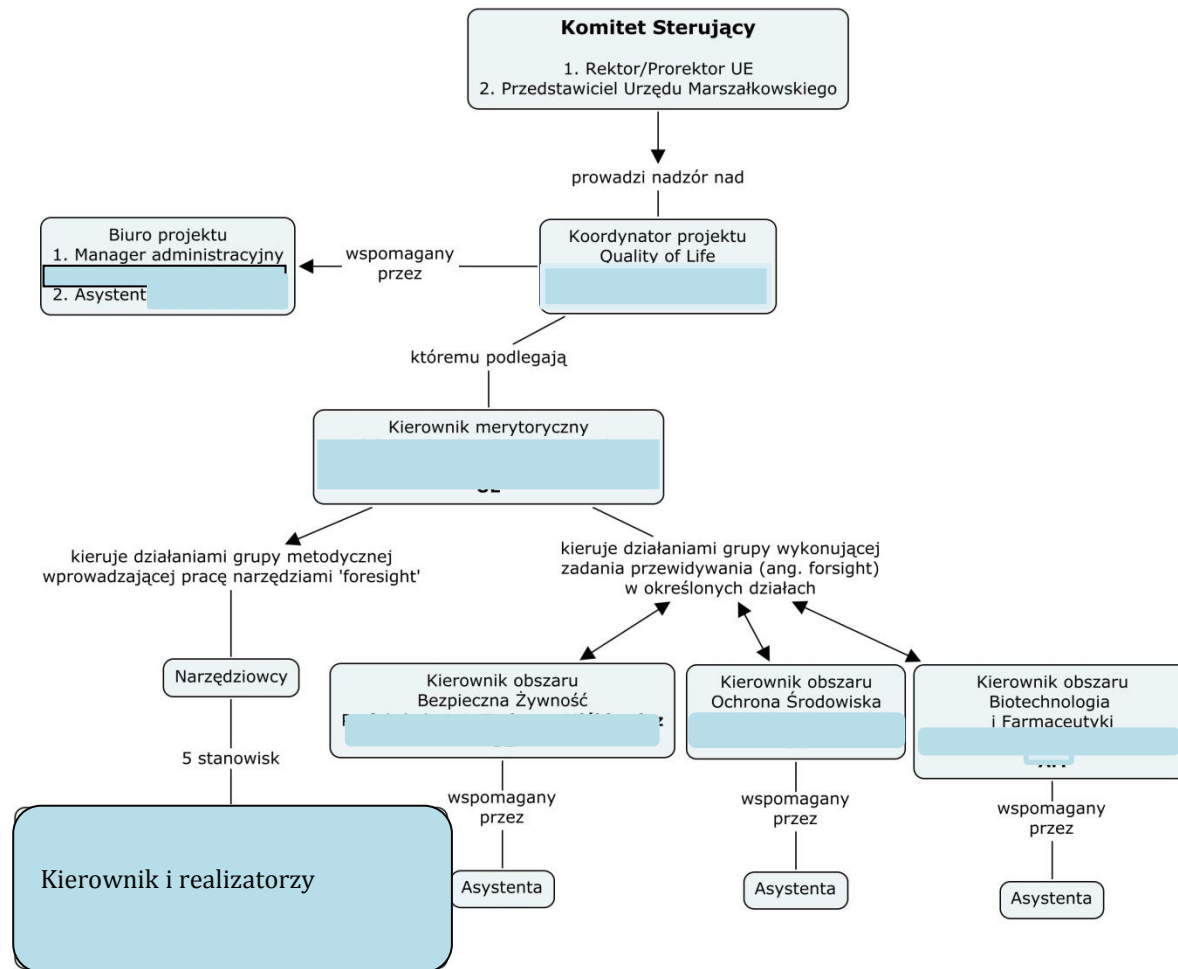 Komitet Sterujący
1. Rektor/Prorektor UE
2. Przedstawiciel Urzędu Marszałkowskiego
prowadzi nadzór nad
Biuro projektu
1. Manager administracyjny
2. Asystent
wspomagany
przez
Koordynator projektu
Quality of Life
któremu podlegają
Kierownik merytoryczny
kieruje działaniami grupy metodycznej
wprowadzającej pracę narzędziami 'foresight'
kieruje działaniami grupy wykonującej
zadania przewidywania (ang. forsight)
w określonych działach
Narzędziowcy
Kierownik obszaru
Bezpieczna Żywność
Kierownik obszaru
Ochrona Środowiska
Kierownik obszaru
Biotechnologia
i Farmaceutyki
5 stanowisk
wspomagany
przez
wspomagany
przez
wspomagany
przez
Kierownik i realizatorzy
Asystenta
Asystenta
Asystenta